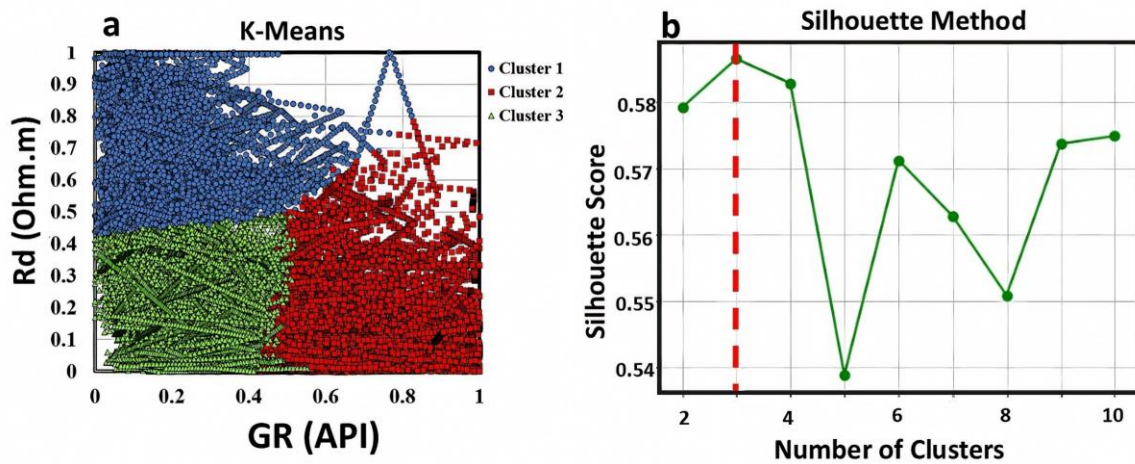 a
K-Means
1
0.9
0.8
0.7
0.6
0.5
0.4
0.3
0.2
0.1
0
Rd (Ohm.m)
0 0.2 0.4 0.6 0.8 1
GR (API)
Cluster 1
Cluster 2
Cluster 3
b
Silhouette Method
0.58
0.57
0.56
0.55
0.54
Silhouette Score
2 3 4 6 8 10
Number of Clusters